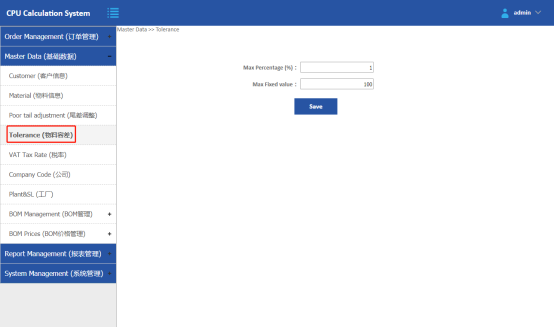 CPU Calculation System
admin
Order Management (订单管理)
Master Data >> Tolerance
Master Data (基础数据)
Max Percentage (%) : 1
Customer (客户信息)
Max Fixed value : 100
Material (物料信息)
Save
Poor tail adjustment (尾差调整)
Tolerance (物料容差)
VAT Tax Rate (税率)
Company Code (公司)
Plant&SL (工厂)
BOM Management (BOM管理) +
BOM Prices (BOM价格管理) +
Report Management (报表管理)
System Management (系统管理)